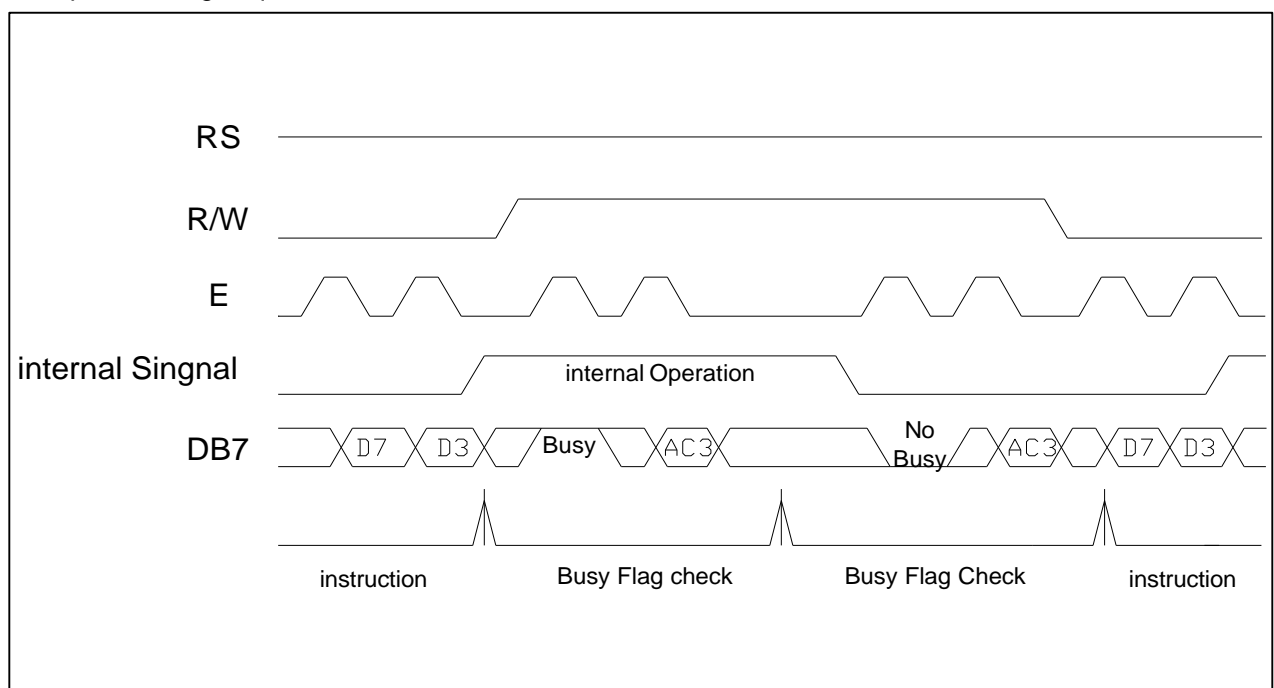 RS
R/W
E
internal Singnal
internal Operation
DB7
D7
D3
Busy
AC3
No
Busy
AC3
D7
D3
instruction
Busy Flag check
Busy Flag Check
instruction